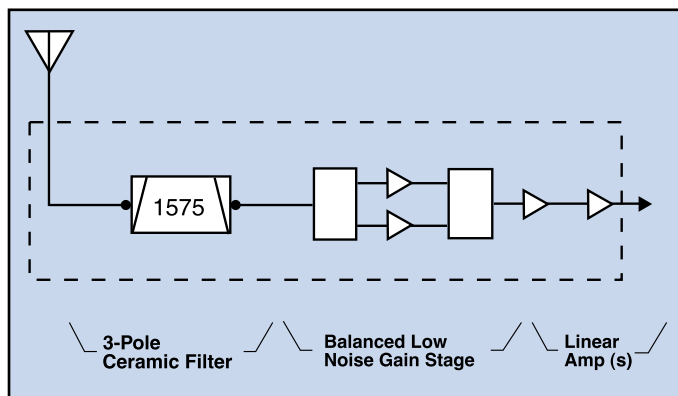 1575
3-Pole
Ceramic Filter
Balanced Low
Noise Gain Stage
Linear
Amp (s)